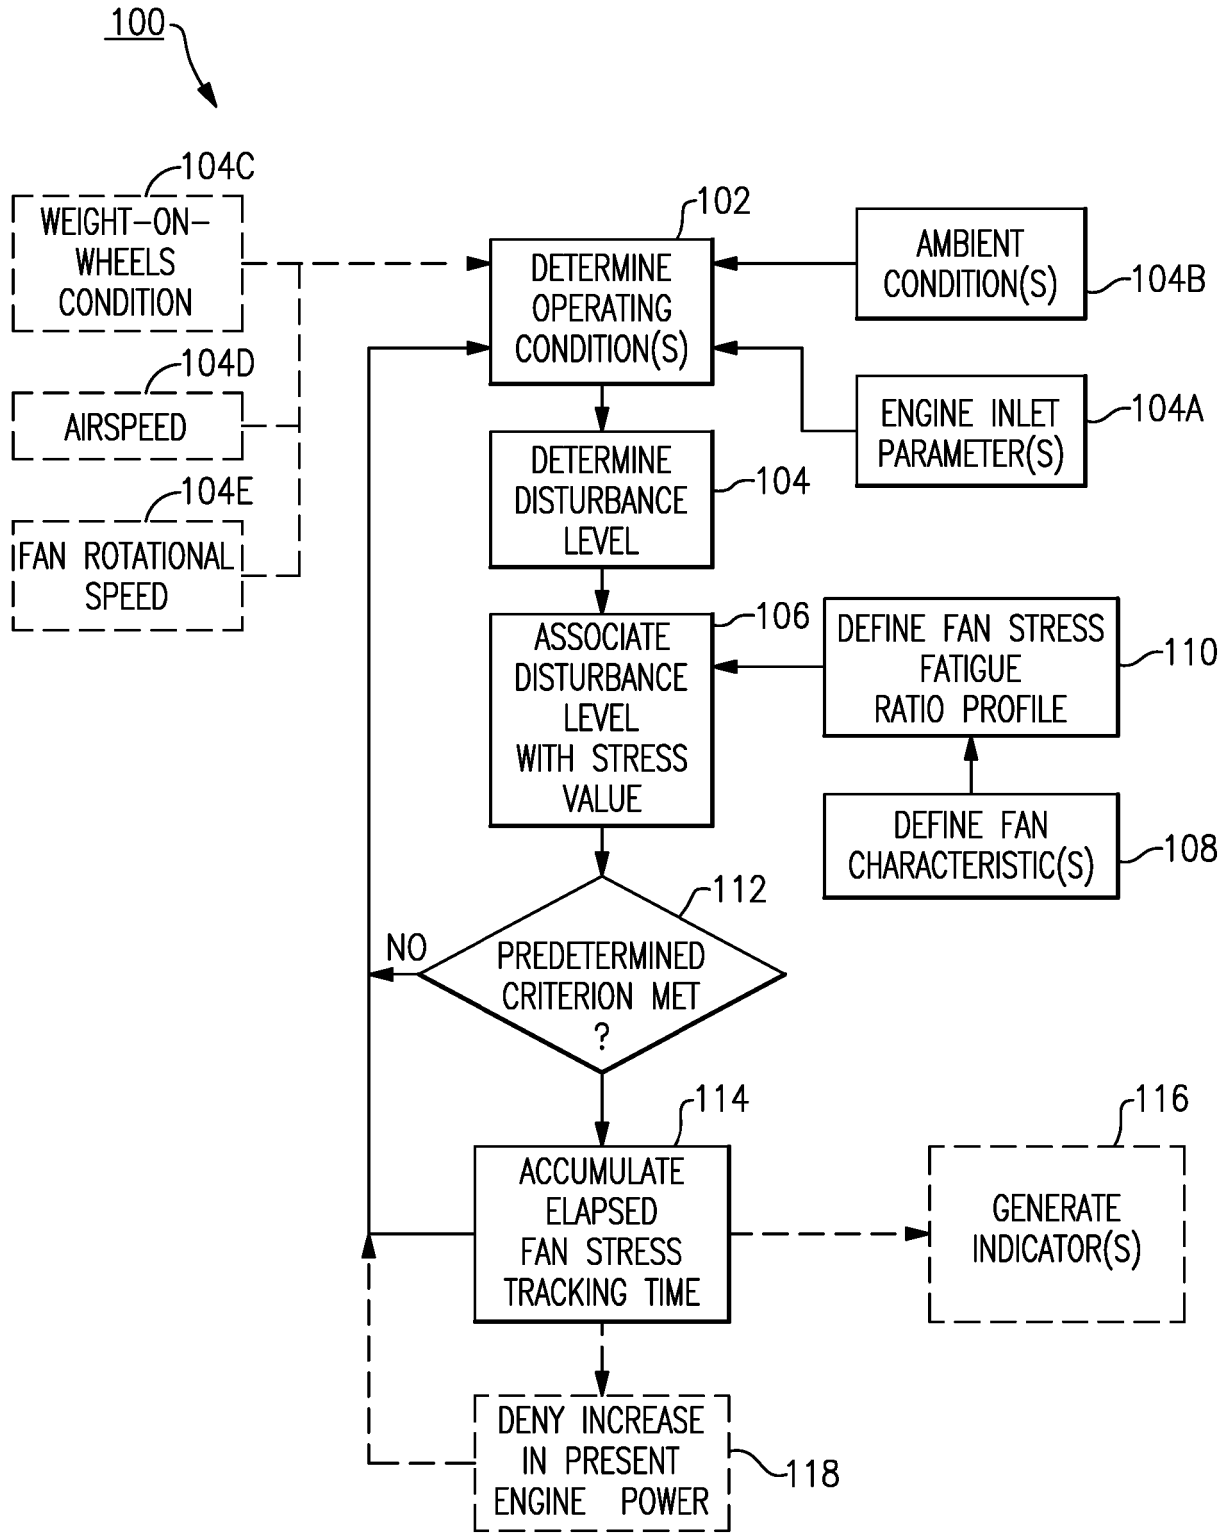 100
104C
WEIGHT-ON-
WHEELS
CONDITION
104D
AIRSPEED
104E
FAN ROTATIONAL
SPEED
102
DETERMINE
OPERATING
CONDITION(S)
AMBIENT
CONDITION(S)
104B
ENGINE INLET
PARAMETER(S)
104A
DETERMINE
DISTURBANCE
LEVEL
104
ASSOCIATE
DISTURBANCE
LEVEL
WITH STRESS
VALUE
106
DEFINE FAN STRESS
FATIGUE
RATIO PROFILE
110
DEFINE FAN
CHARACTERISTIC(S)
108
112
NO
PREDETERMINED
CRITERION MET
?
114
ACCUMULATE
ELAPSED
FAN STRESS
TRACKING TIME
116
GENERATE
INDICATOR(S)
DENY INCREASE
IN PRESENT
ENGINE POWER
118